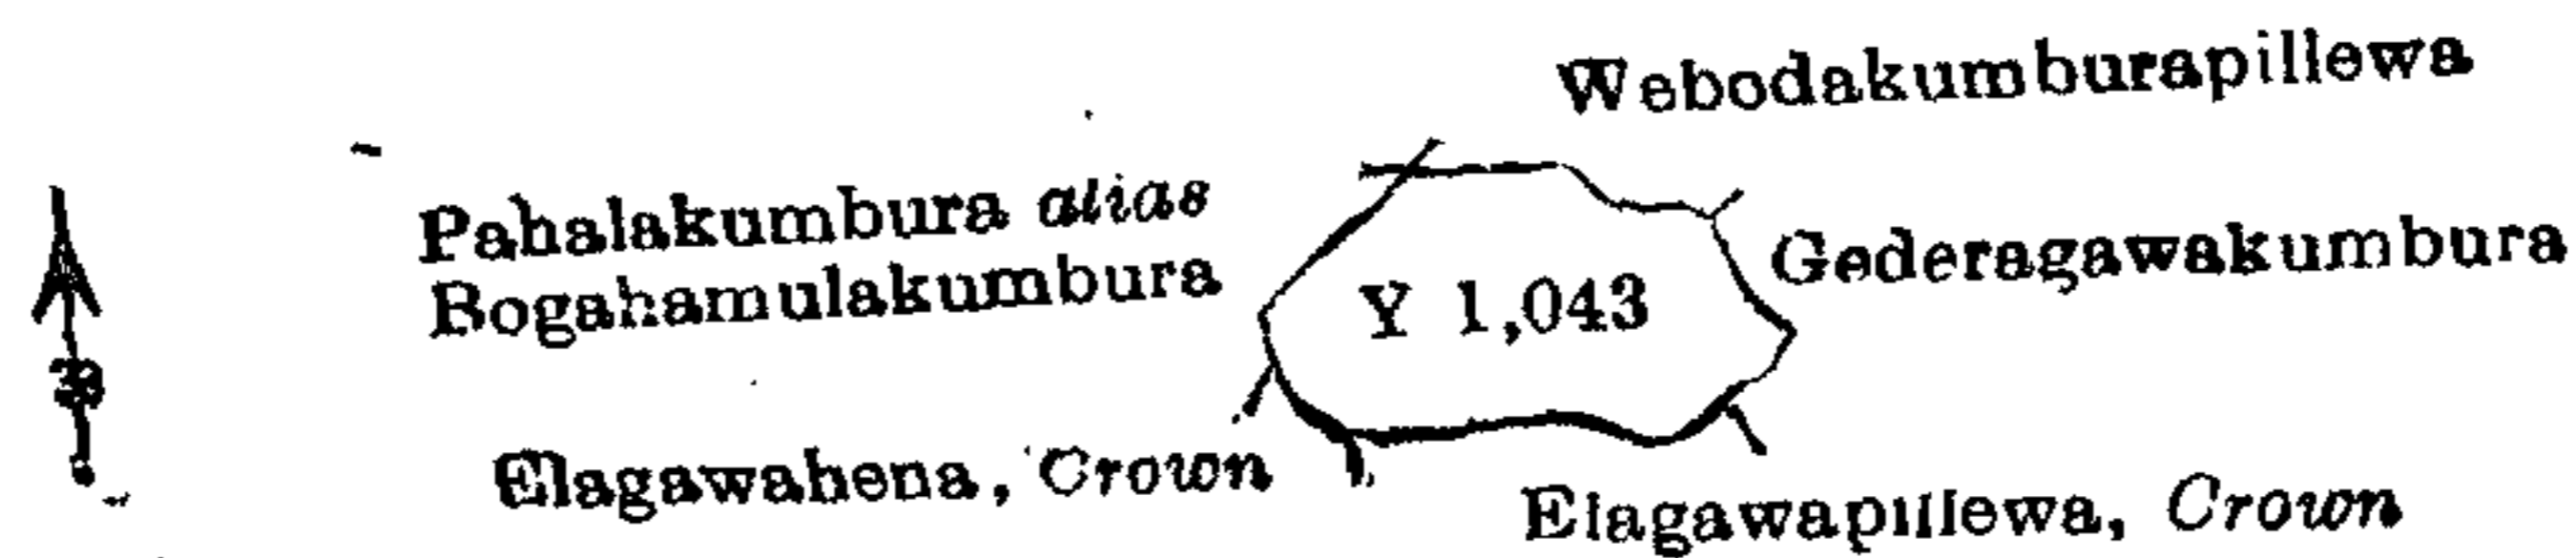 Webodakumburapillewa
Pahalakumbura alias
Bogahamulakumbura
Gederagawakumbura
Y 1,043
Elagawahena, Crown
Elagawapillewa, Crown